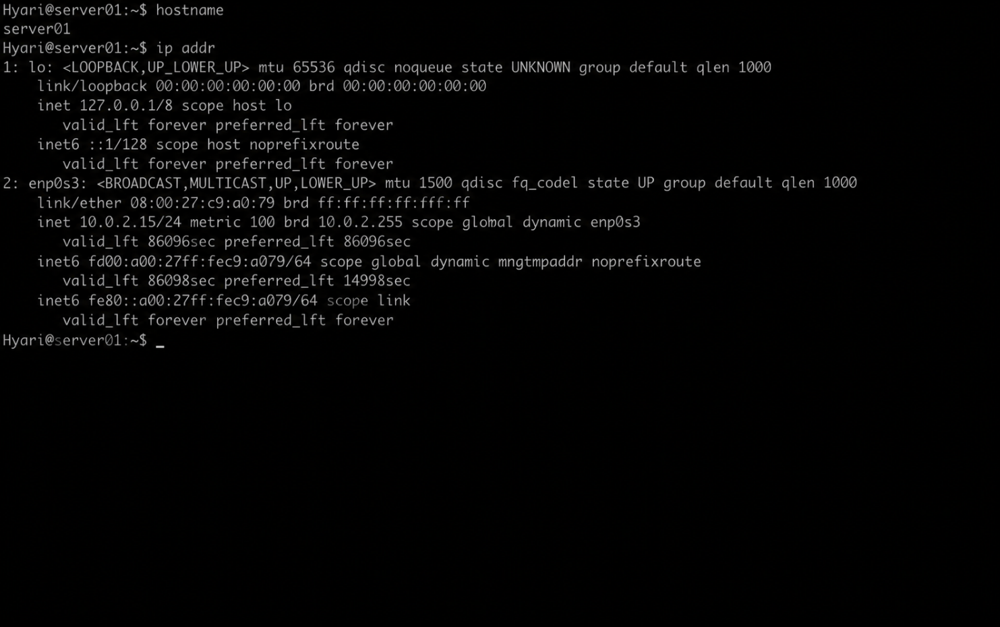 Hyari@server01:~$ hostname
server01
Hyari@server01:~$ ip addr
1: lo: <LOOPBACK,UP_LOWER_UP> mtu 65536 qdisc noqueue state UNKNOWN group default qlen 1000
    link/loopback 00:00:00:00:00:00 brd 00:00:00:00:00:00
    inet 127.0.0.1/8 scope host lo
       valid_lft forever preferred_lft forever
    inet6 ::1/128 scope host noprefixroute
       valid_lft forever preferred_lft forever
2: enp0s3: <BROADCAST,MULTICAST,UP,LOWER_UP> mtu 1500 qdisc fq_codel state UP group default qlen 1000
    link/ether 08:00:27:c9:a0:79 brd ff:ff:ff:ff:fff:ff
    inet 10.0.2.15/24 metric 100 brd 10.0.2.255 scope glomal dynamic enp0s3
       valid_lft 86096sec preferred_lft 86096sec
    inet6 fd00:a00:27ff:fec9:a079/64 scope global dynamic mngtmpaddr noprefixroute
       valid_lft 86098sec preferred_lft 14998sec
    inet6 fe80::a00:27ff:fec9:a079/64 scope link
       valid_lft forever preferred_lft forever
Hyari@server01:~$ _